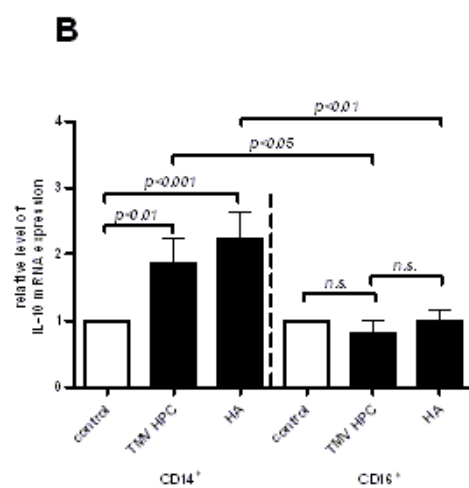 B
relative level of
IL-10 mRNA expression
4
3
2
1
0
p<0.01
p<0.05
p<0.001
p<0.01
n.s.
n.s.
control
TMV HPC
HA
control
TMV HPC
HA
CD14+
CD16+